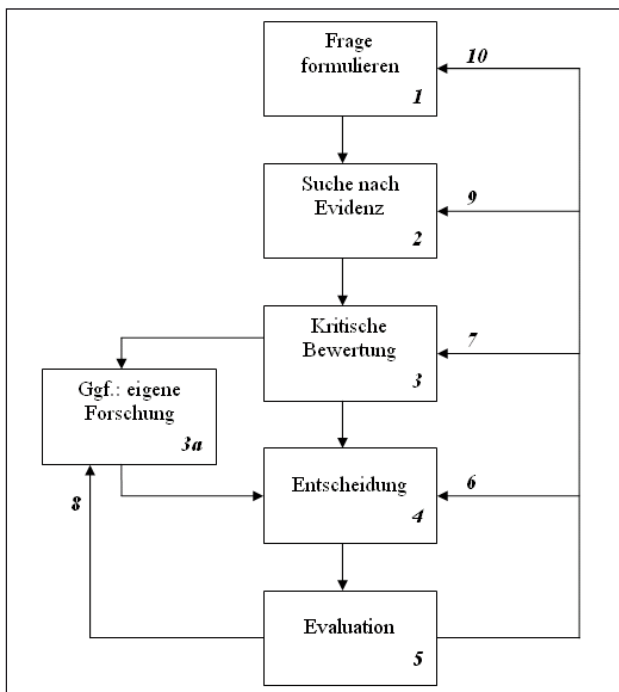 Frage
formulieren
1
10
Suche nach
Evidenz
2
9
Kritische
Bewertung
3
7
Ggf.: eigene
Forschung
3a
Entscheidung
4
6
8
Evaluation
5